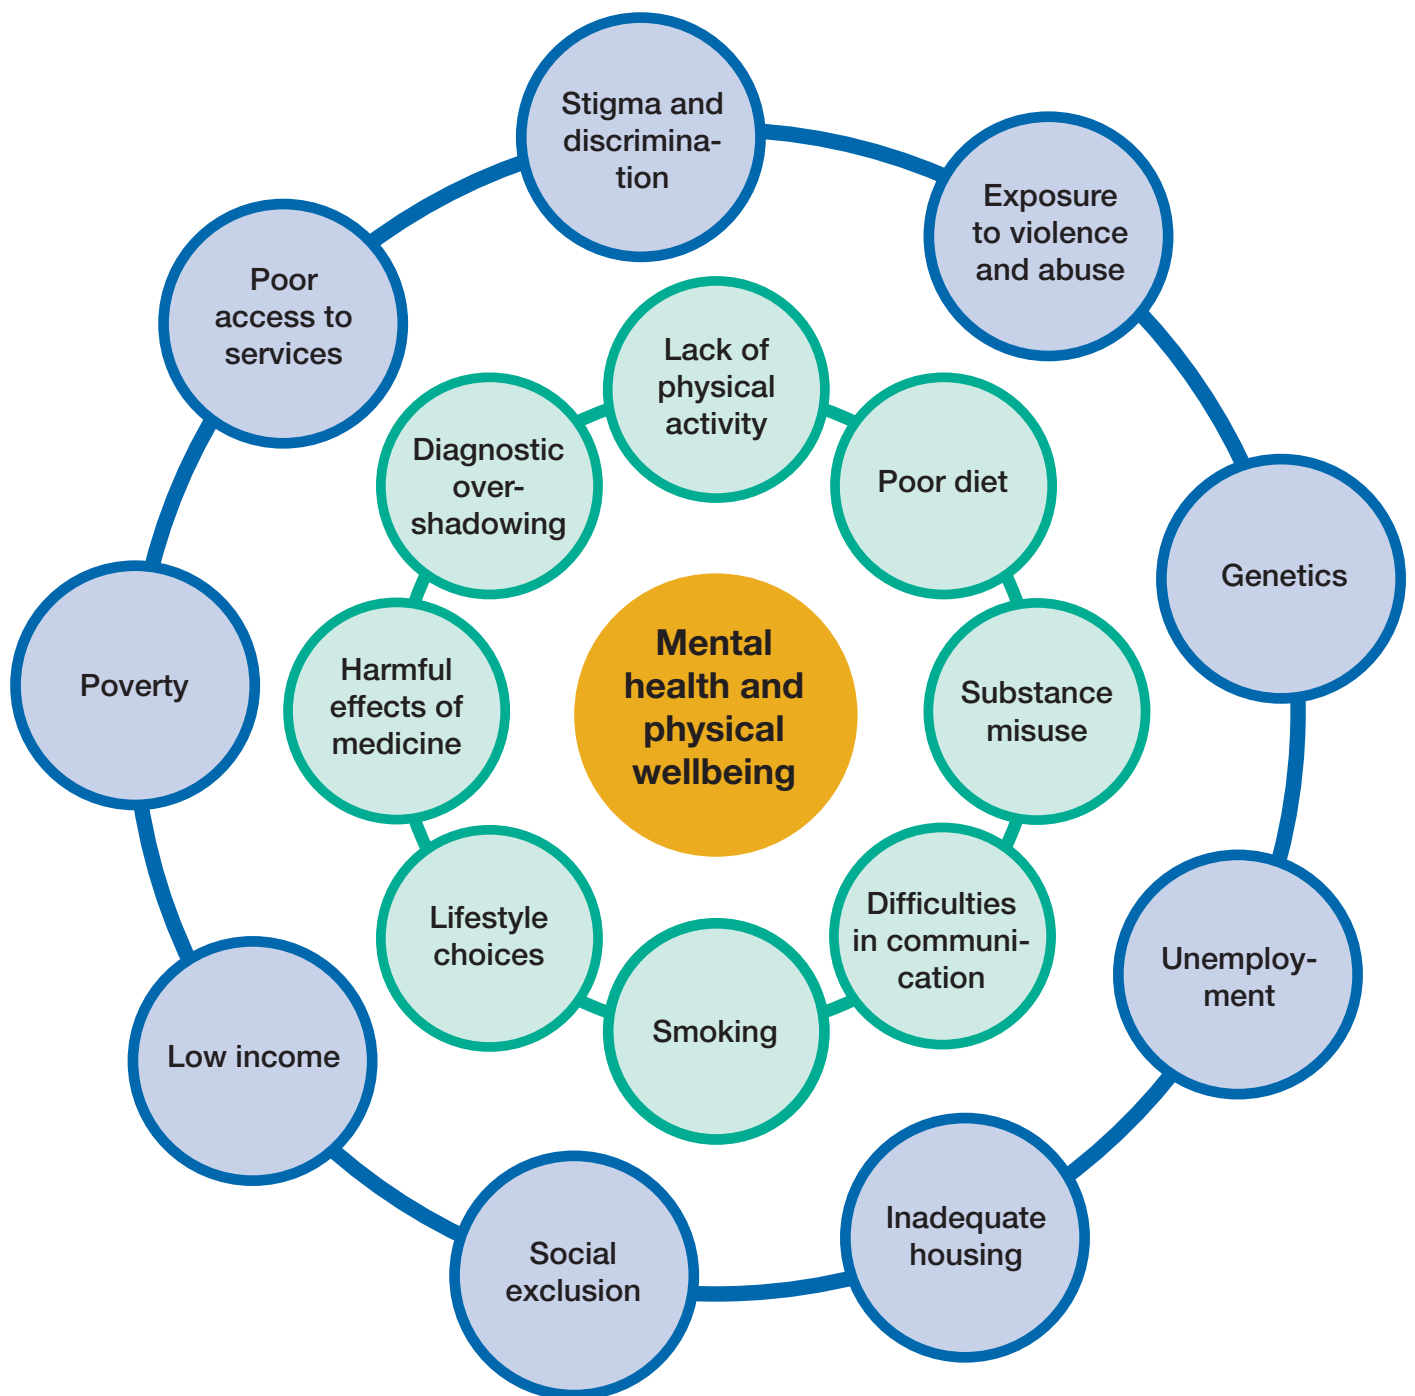 Stigma and
discrimina-
tion
Exposure
to violence
and abuse
Genetics
Unemploy-
ment
Inadequate
housing
Social
exclusion
Low income
Poverty
Poor
access to
services
Lack of
physical
activity
Poor diet
Substance
misuse
Difficulties
in communi-
cation
Smoking
Lifestyle
choices
Harmful
effects of
medicine
Diagnostic
over-
shadowing
Mental
health and
physical
wellbeing